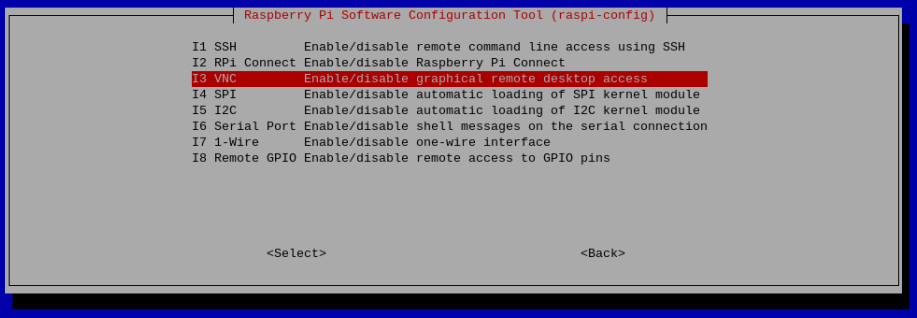 Raspberry Pi Software Configuration Tool (raspi-config)
I1 SSH         Enable/disable remote command line access using SSH
I2 RPi Connect Enable/disable Raspberry Pi Connect
I3 VNC         Enable/disable graphical remote desktop access
I4 SPI         Enable/disable automatic loading of SPI kernel module
I5 I2C         Enable/disable automatic loading of I2C kernel module
I6 Serial Port Enable/disable shell messages on the serial connection
I7 1-Wire      Enable/disable one-wire interface
I8 Remote GPIO Enable/disable remote access to GPIO pins
<Select> <Back>